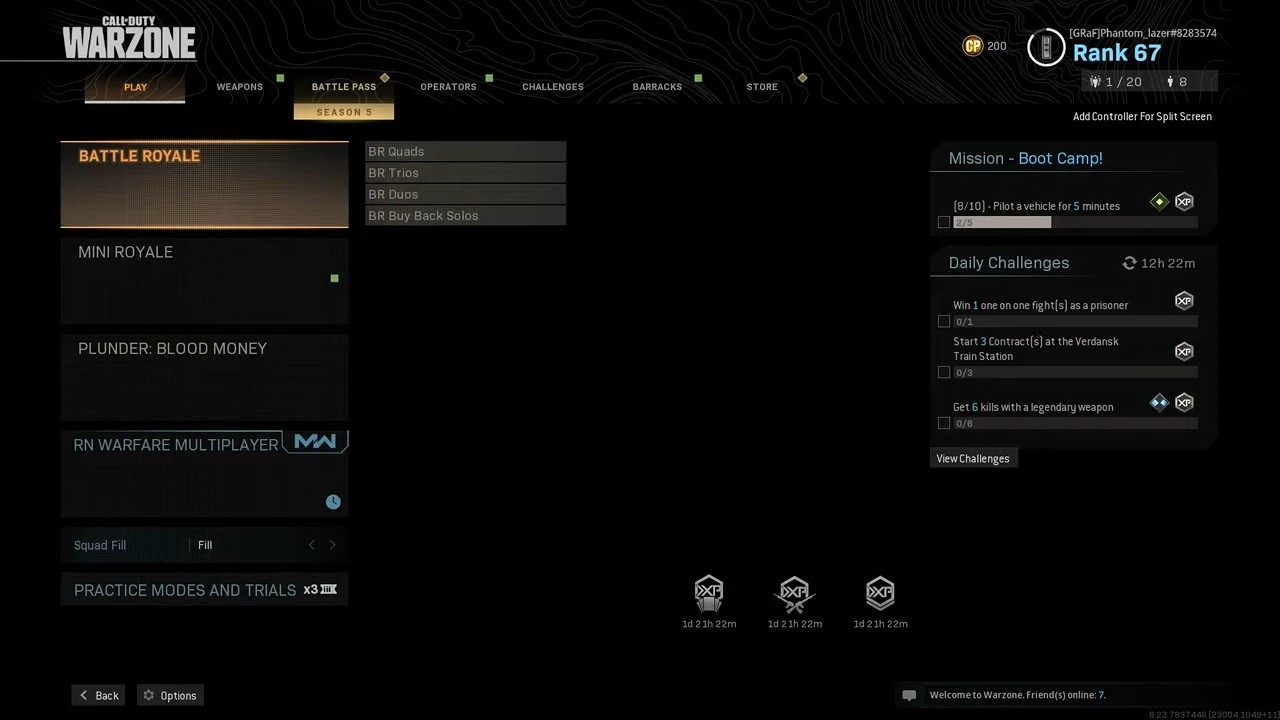 CALL OF DUTY
WARZONE
CP 200
[GRaF]Phantom_lazer#8283574
Rank 67
1 / 20 8
PLAY
WEAPONS
BATTLE PASS
OPERATORS
CHALLENGES
BARRACKS
STORE
SEASON 5
Add Controller For Split Screen
BATTLE ROYALE
BR Quads
BR Trios
BR Duos
BR Buy Back Solos
MINI ROYALE
PLUNDER: BLOOD MONEY
RN WARFARE MULTIPLAYER MW
Squad Fill Fill
PRACTICE MODES AND TRIALS x3
Mission - Boot Camp!
(8/10) - Pilot a vehicle for 5 minutes XP
2/5
Daily Challenges 12h 22m
Win 1 one on one fight(s) as a prisoner XP
0/1
Start 3 Contract(s) at the Verdansk
Train Station XP
0/3
Get 6 kills with a legendary weapon XP
0/6
View Challenges
2XP 2XP 2XP
1d 21h 22m 1d 21h 22m 1d 21h 22m
Back Options
Welcome to Warzone. Friend(s) online: 7.